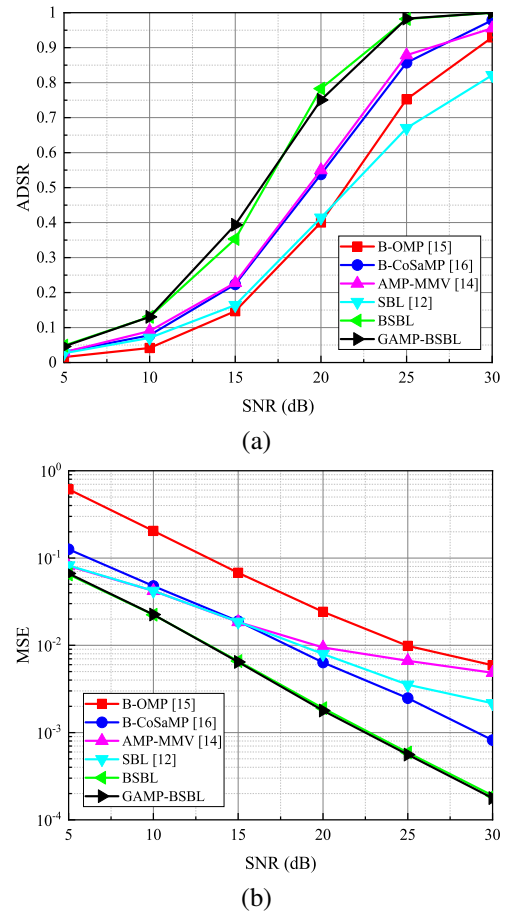 1
0.9
0.8
0.7
0.6
0.5
0.4
0.3
0.2
0.1
0
ADSR
B-OMP [15]
B-CoSaMP [16]
AMP-MMV [14]
SBL [12]
BSBL
GAMP-BSBL
5 10 15 20 25 30
SNR (dB)
(a)
10^0
10^-1
10^-2
10^-3
10^-4
MSE
B-OMP [15]
B-CoSaMP [16]
AMP-MMV [14]
SBL [12]
BSBL
GAMP-BSBL
5 10 15 20 25 30
SNR (dB)
(b)